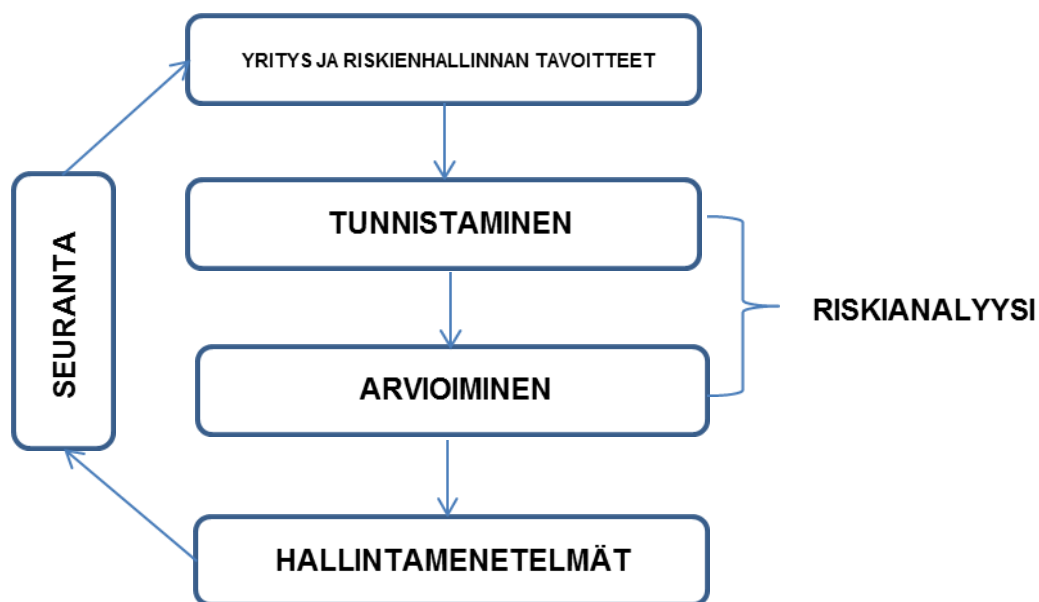 YRITYS JA RISKIENHALLINNAN TAVOITTEET
TUNNISTAMINEN
SEURANTA
RISKIANALYYSI
ARVIOIMINEN
HALLINTAMENETELMÄT